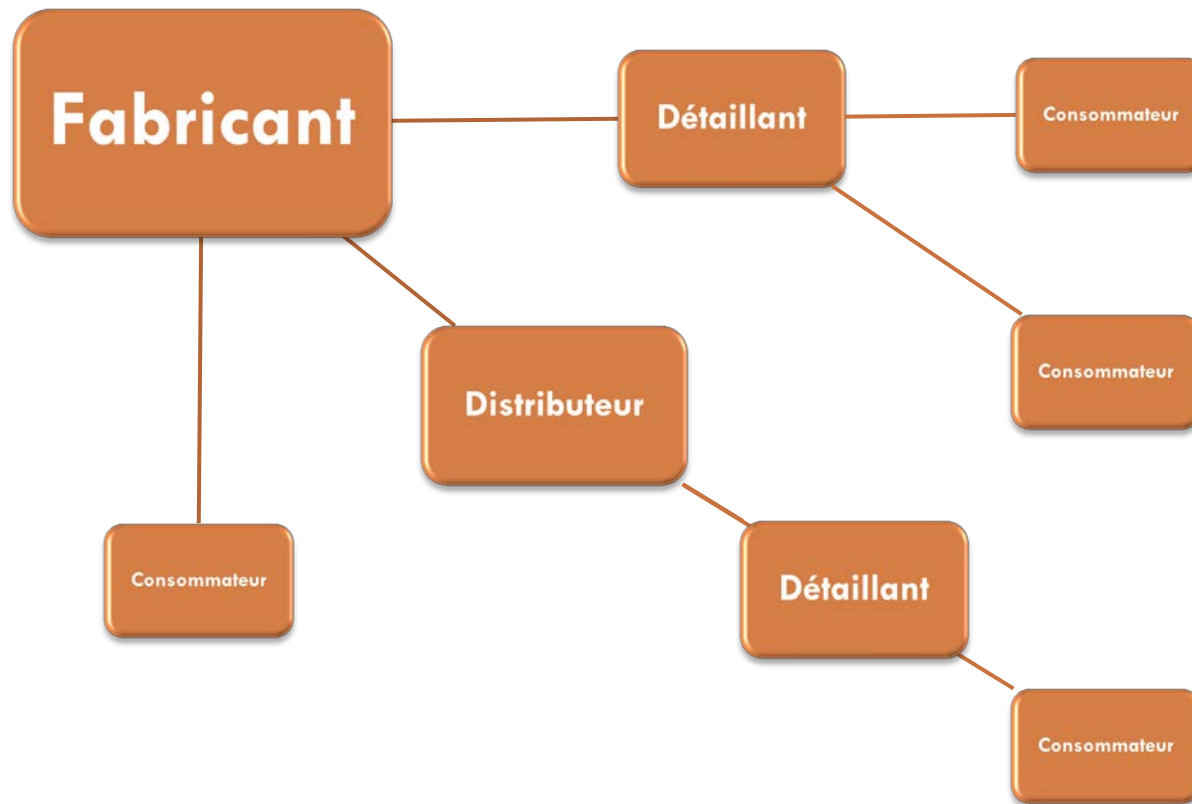 Fabricant
Détaillant
Consommateur
Consommateur
Distributeur
Consommateur
Détaillant
Consommateur